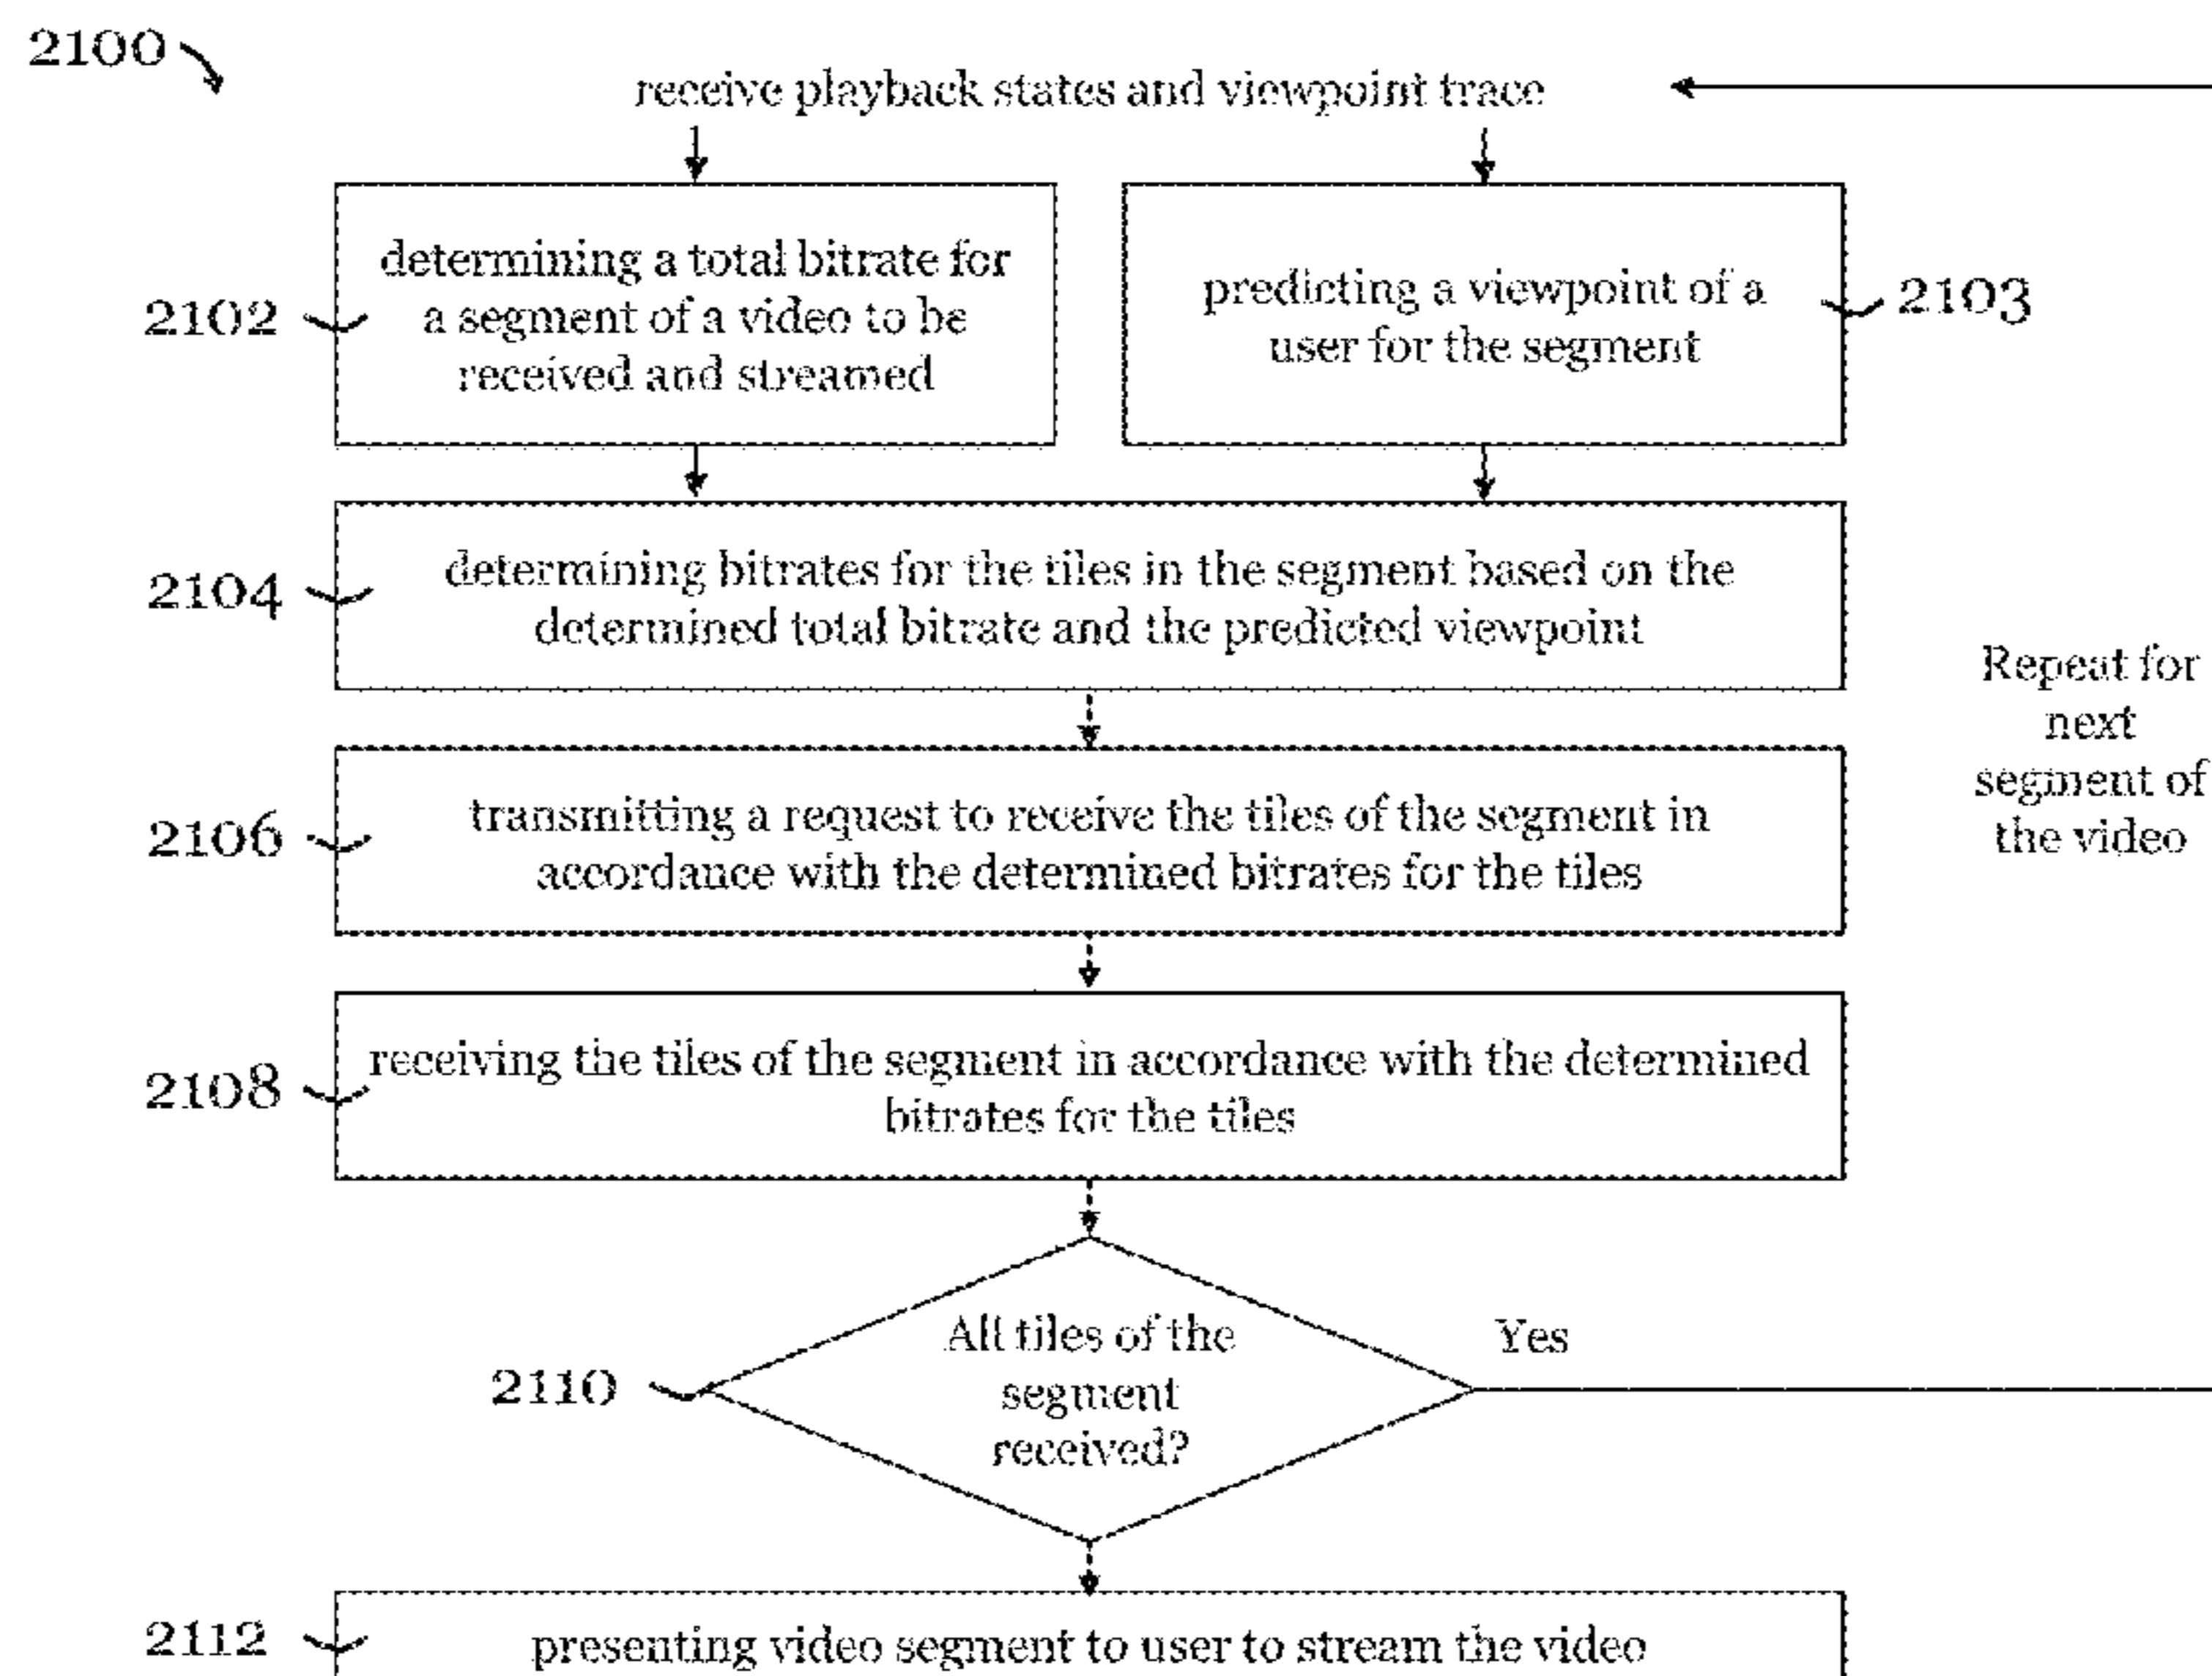 2100
receive playback states and viewpoint trace
determining a total bitrate for
a segment of a video to be
received and streamed
2102
predicting a viewpoint of a
user for the segment
2103
determining bitrates for the tiles in the segment based on the
determined total bitrate and the predicted viewpoint
2104
Repeat for
next
segment of
the video
transmitting a request to receive the tiles of the segment in
accordance with the determined bitrates for the tiles
2106
receiving the tiles of the segment in accordance with the determined
bitrates for the tiles
2108
All tiles of the
segment
received?
Yes
2110
2112
presenting video segment to user to stream the video